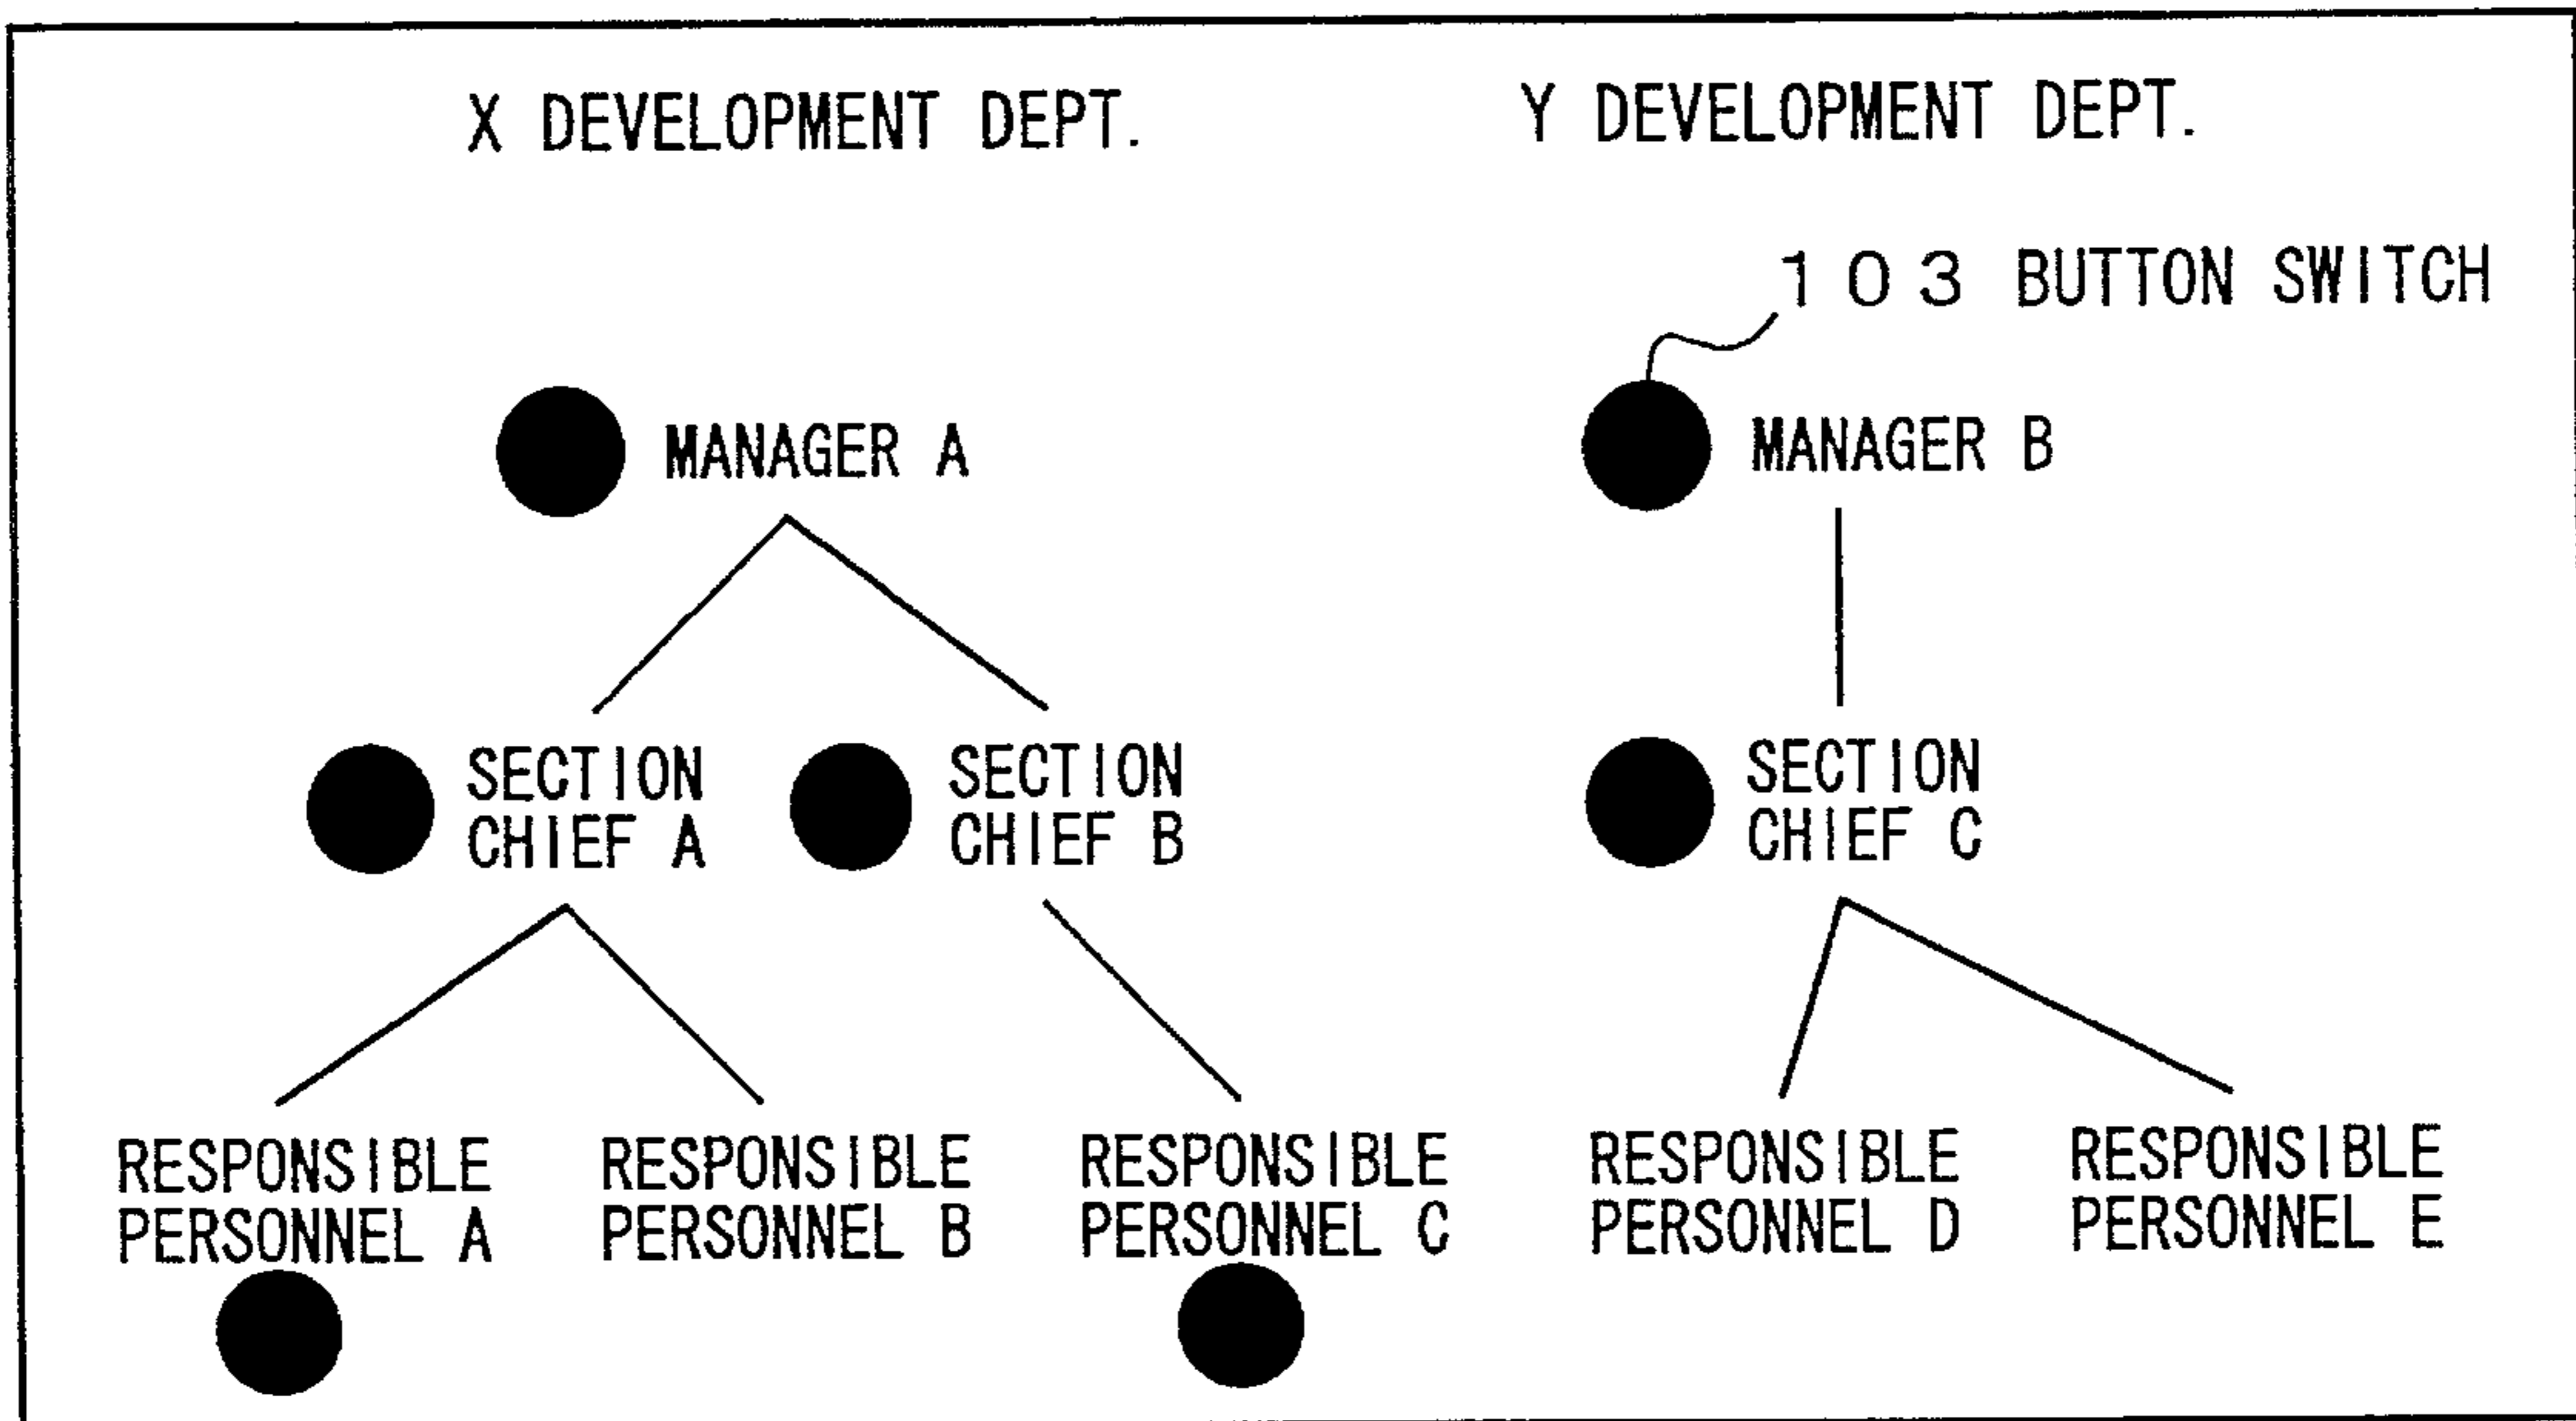 X DEVELOPMENT DEPT.
Y DEVELOPMENT DEPT.
103 BUTTON SWITCH
MANAGER A
MANAGER B
SECTION
CHIEF A
SECTION
CHIEF B
SECTION
CHIEF C
RESPONSIBLE
PERSONNEL A
RESPONSIBLE
PERSONNEL B
RESPONSIBLE
PERSONNEL C
RESPONSIBLE
PERSONNEL D
RESPONSIBLE
PERSONNEL E